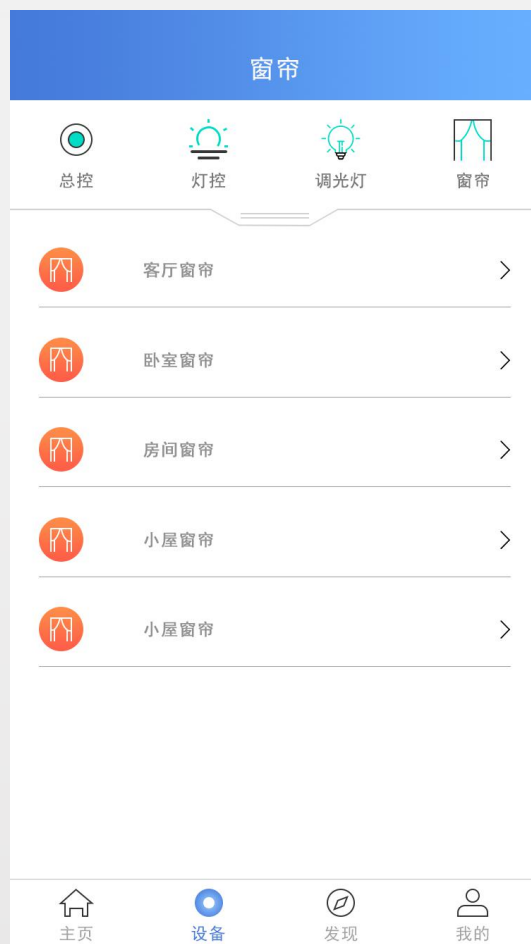 窗帘
总控 灯控 调光灯 窗帘
客厅窗帘
卧室窗帘
房间窗帘
小屋窗帘
小屋窗帘
主页 设备 发现 我的